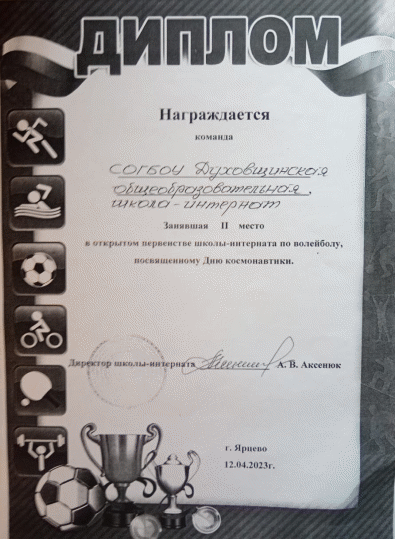 ДИПЛОМ
Награждается
команда
СОГБОУ Духовщинская
общеобразовательная
школа-интернат
Занявшая II место
в открытом первенстве школы-интерната по волейболу,
посвященному Дню космонавтики.
Директор школы-интерната А. В. Аксенюк
г. Ярцево
12.04.2023г.